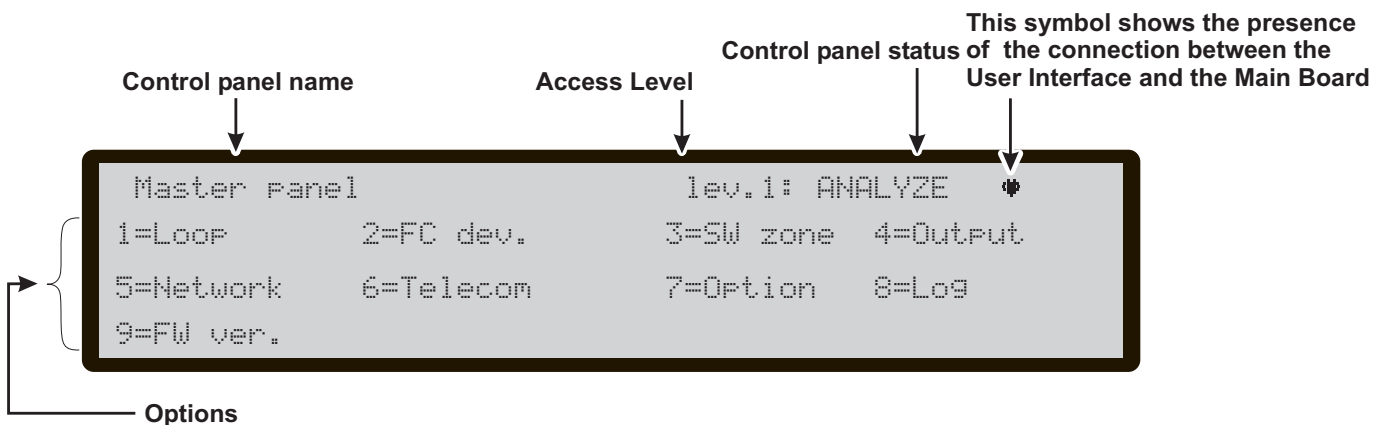 This symbol shows the presence
of the connection between the
User Interface and the Main Board
Control panel status
Access Level
Control panel name
Master panel lev.1: ANALYZE
1=Loop 2=FC dev. 3=SW zone 4=Output
5=Network 6=Telecom 7=Option 8=Log
9=FW ver.
Options